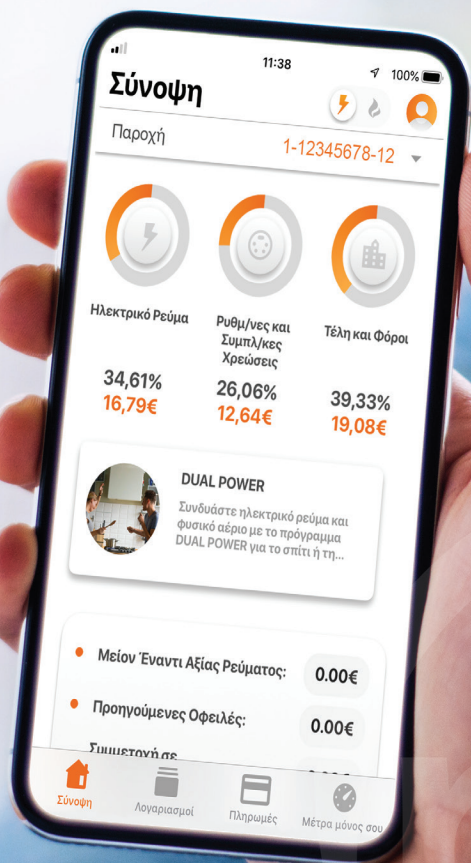 11:38
100%
Σύνοψη
Παροχή
1-12345678-12
Ηλεκτρικό Ρεύμα
34,61%
16,79€
Ρυθμ/νες και
Συμπλ/κες
Χρεώσεις
26,06%
12,64€
Τέλη και Φόροι
39,33%
19,08€
DUAL POWER
Συνδυάστε ηλεκτρικό ρεύμα και
φυσικό αέριο με το πρόγραμμα
DUAL POWER για το σπίτι ή τη...
Μείον Έναντι Αξίας Ρεύματος:
0.00€
Προηγούμενες Οφειλές:
0.00€
Συμμετοχή σε
Σύνοψη
Λογαριασμοί
Πληρωμές
Μέτρα μόνος σου